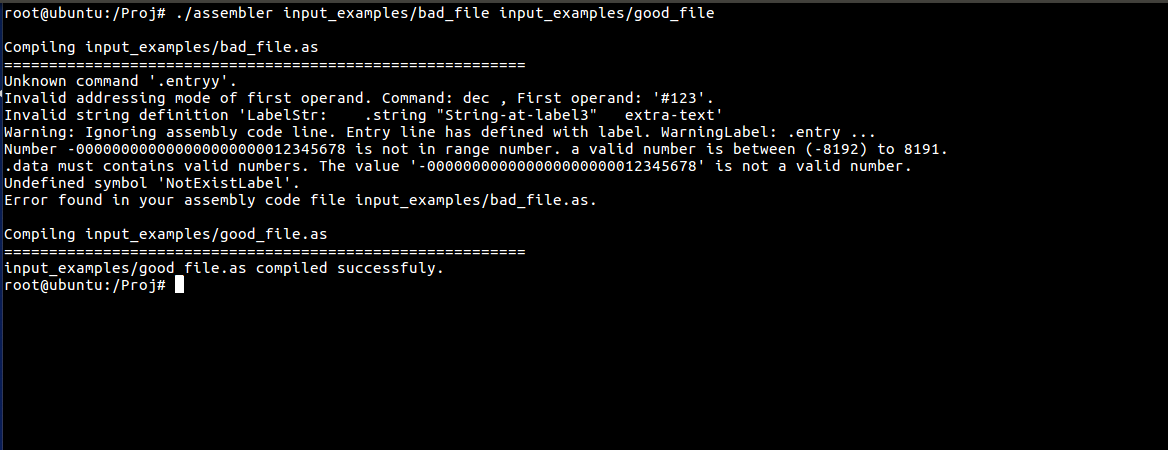 root@ubuntu:/Proj# ./assembler input_examples/bad_file input_examples/good_file
Compilng input_examples/bad_file.as
==========================================================
Unknown command '.entryy'.
Invalid addressing mode of first operand. Command: dec , First operand: '#123'.
Invalid string definition 'LabelStr:    .string "String-at-label3"   extra-text'
Warning: Ignoring assembly code line. Entry line has defined with label. WarningLabel: .entry ...
Number -000000000000000000000012345678 is not in range number. a valid number is between (-8192) to 8191.
.data must contains valid numbers. The value '-000000000000000000000012345678' is not a valid number.
Undefined symbol 'NotExistLabel'.
Error found in your assembly code file input_examples/bad_file.as.
Compilng input_examples/good_file.as
==========================================================
input_examples/good_file.as compiled successfuly.
root@ubuntu:/Proj#